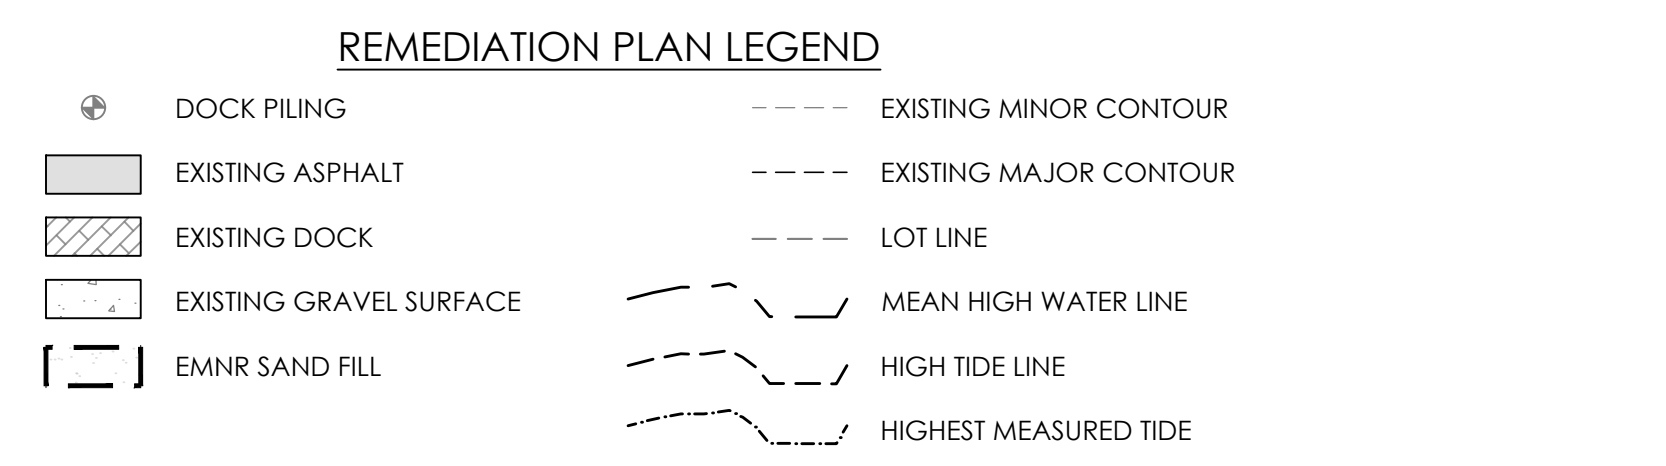 REMEDIATION PLAN LEGEND
DOCK PILING
EXISTING ASPHALT
EXISTING DOCK
EXISTING GRAVEL SURFACE
EMNR SAND FILL
EXISTING MINOR CONTOUR
EXISTING MAJOR CONTOUR
LOT LINE
MEAN HIGH WATER LINE
HIGH TIDE LINE
HIGHEST MEASURED TIDE